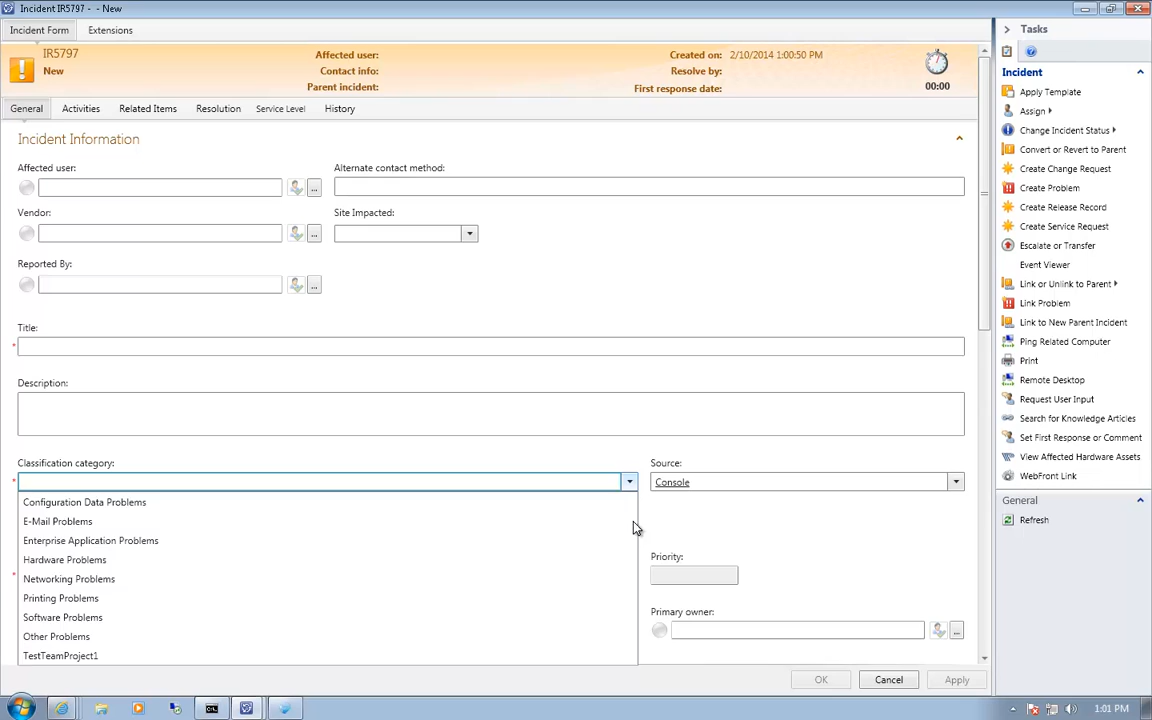 Incident IR5797 - - New
Incident Form
Extensions
IR5797
New
Affected user:
Contact info:
Parent incident:
Created on: 2/10/2014 1:00:50 PM
Resolve by:
First response date:
00:00
General
Activities
Related Items
Resolution
Service Level
History
Incident Information
Affected user:
Alternate contact method:
...
Vendor:
Site Impacted:
...
Reported By:
...
Title:
*
Description:
Classification category:
Source:
*
Console
Configuration Data Problems
E-Mail Problems
Enterprise Application Problems
Hardware Problems
Networking Problems
Printing Problems
Software Problems
Other Problems
TestTeamProject1
*
Priority:
Primary owner:
...
OK
Cancel
Apply
Tasks
Incident
Apply Template
Assign
Change Incident Status
Convert or Revert to Parent
Create Change Request
Create Problem
Create Release Record
Create Service Request
Escalate or Transfer
Event Viewer
Link or Unlink to Parent
Link Problem
Link to New Parent Incident
Ping Related Computer
Print
Remote Desktop
Request User Input
Search for Knowledge Articles
Set First Response or Comment
View Affected Hardware Assets
WebFront Link
General
Refresh
1:01 PM